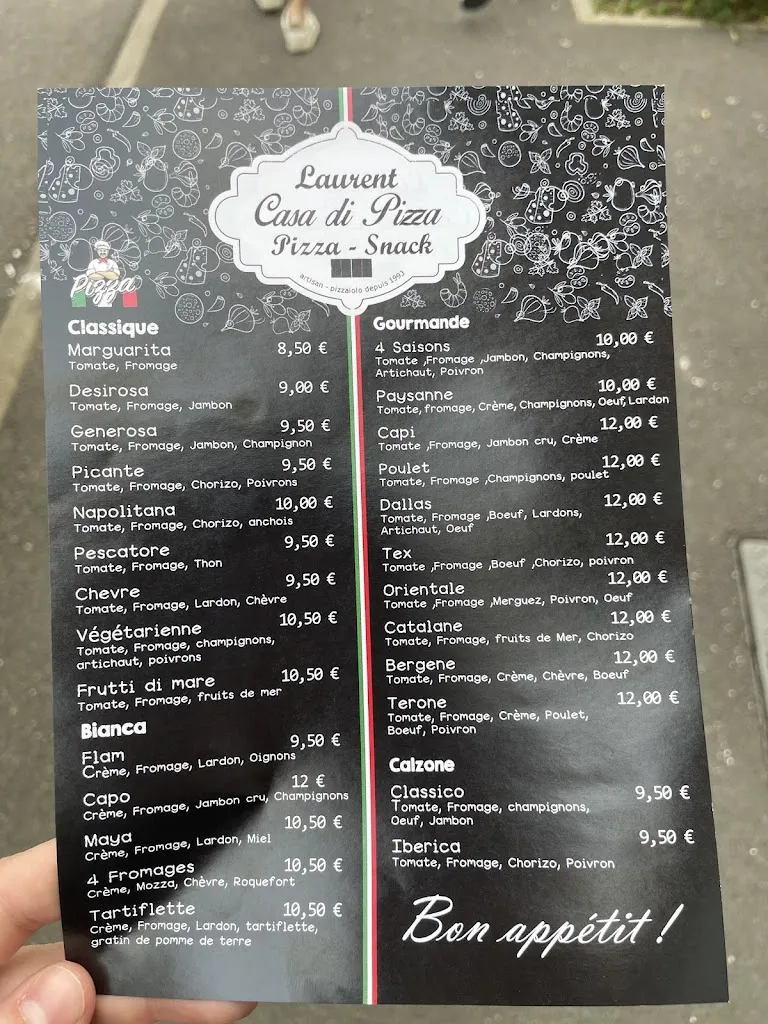 Laurent
Casa di Pizza
Pizza - Snack
artisan - pizzaiolo depuis 1993
Pizza
Classique
Marguarita 8,50 €
Tomate, Fromage
Desirosa 9,00 €
Tomate, Fromage, Jambon
Generosa 9,50 €
Tomate, Fromage, Jambon, Champignon
Picante 9,50 €
Tomate, Fromage, Chorizo, Poivrons
Napolitana 10,00 €
Tomate, Fromage, Chorizo, anchois
Pescatore 9,50 €
Tomate, Fromage, Thon
Chevre 9,50 €
Tomate, Fromage, Lardon, Chèvre
Végétarienne 10,50 €
Tomate, Fromage, champignons,
artichaut, poivrons
Frutti di mare 10,50 €
Tomate, Fromage, fruits de mer
Bianca
Flam 9,50 €
Crème, Fromage, Lardon, Oignons
Capo 12 €
Crème, Fromage, Jambon cru, Champignons
Maya 10,50 €
Crème, Fromage, Lardon, Miel
4 Fromages 10,50 €
Crème, Mozza, Chèvre, Roquefort
Tartiflette 10,50 €
Crème, Fromage, Lardon, tartiflette,
gratin de pomme de terre
Gourmande
4 Saisons 10,00 €
Tomate ,Fromage ,Jambon, Champignons,
Artichaut, Poivron
Paysanne 10,00 €
Tomate,fromage, Crème, Champignons, Oeuf, Lardon
Capi 12,00 €
Tomate ,Fromage, Jambon cru, Crème
Poulet 12,00 €
Tomate, Fromage ,Champignons, poulet
Dallas 12,00 €
Tomate, Fromage ,Boeuf, Lardons,
Artichaut, Oeuf
Tex 12,00 €
Tomate ,Fromage ,Boeuf ,Chorizo, poivron
Orientale 12,00 €
Tomate ,Fromage ,Merguez, Poivron, Oeuf
Catalane 12,00 €
Tomate, Fromage, fruits de Mer, Chorizo
Bergene 12,00 €
Tomate, Fromage, Crème, Chèvre, Boeuf
Terone 12,00 €
Tomate, Fromage, Crème, Poulet,
Boeuf, Poivron
Calzone
Classico 9,50 €
Tomate, Fromage, champignons,
Oeuf, Jambon
Iberica 9,50 €
Tomate, Fromage, Chorizo, Poivron
Bon appétit !